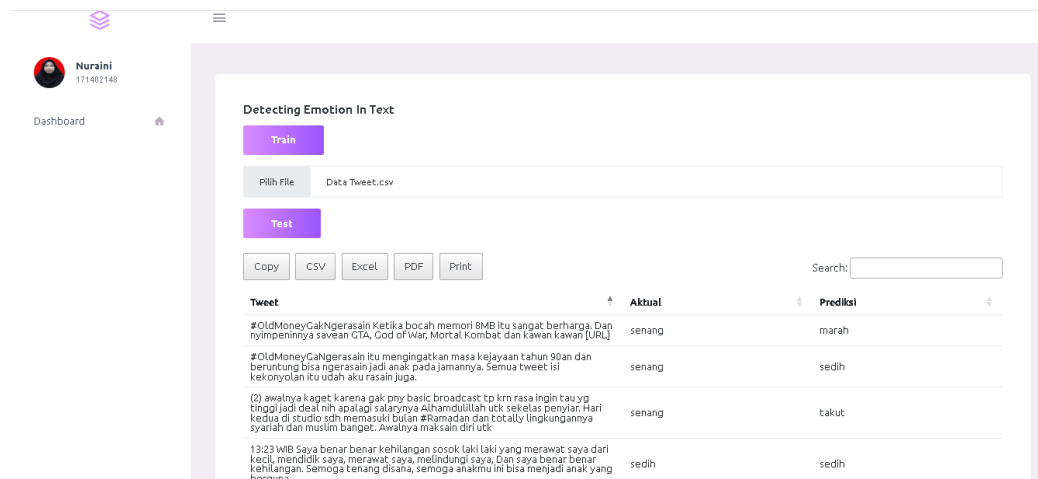 Nuraini
171402148
Dashboard
Detecting Emotion In Text
Train
Pilih File Data Tweet.csv
Test
Copy CSV Excel PDF Print Search:
Tweet Aktual Prediksi
#OldMoneyGakNgerasain Ketika bocah memori 8MB itu sangat berharga. Dan
nyimpeninnya savean GTA, God of War, Mortal Kombat dan kawan kawan [URL]
senang marah
#OldMoneyGaNgerasain itu mengingatkan masa kejayaan tahun 90an dan
beruntung bisa ngerasain jadi anak pada jamannya. Semua tweet isi
kekonyolan itu udah aku rasain juga.
senang sedih
(2) awalnya kaget karena gak pny basic broadcast tp krn rasa ingin tau yg
tinggi jadi deal nih apalagi salarynya Alhamdulillah utk sekelas penyiar. Hari
kedua di studio sdh memasuki bulan #Ramadan dan totally lingkungannya
syariah dan muslim banget. Awalnya maksain diri utk
senang takut
13:23 WIB Saya benar benar kehilangan sosok laki laki yang merawat saya dari
kecil, mendidik saya, merawat saya, melindungi saya, Dan saya benar benar
kehilangan. Semoga tenang disana, semoga anakmu ini bisa menjadi anak yang
sedih sedih